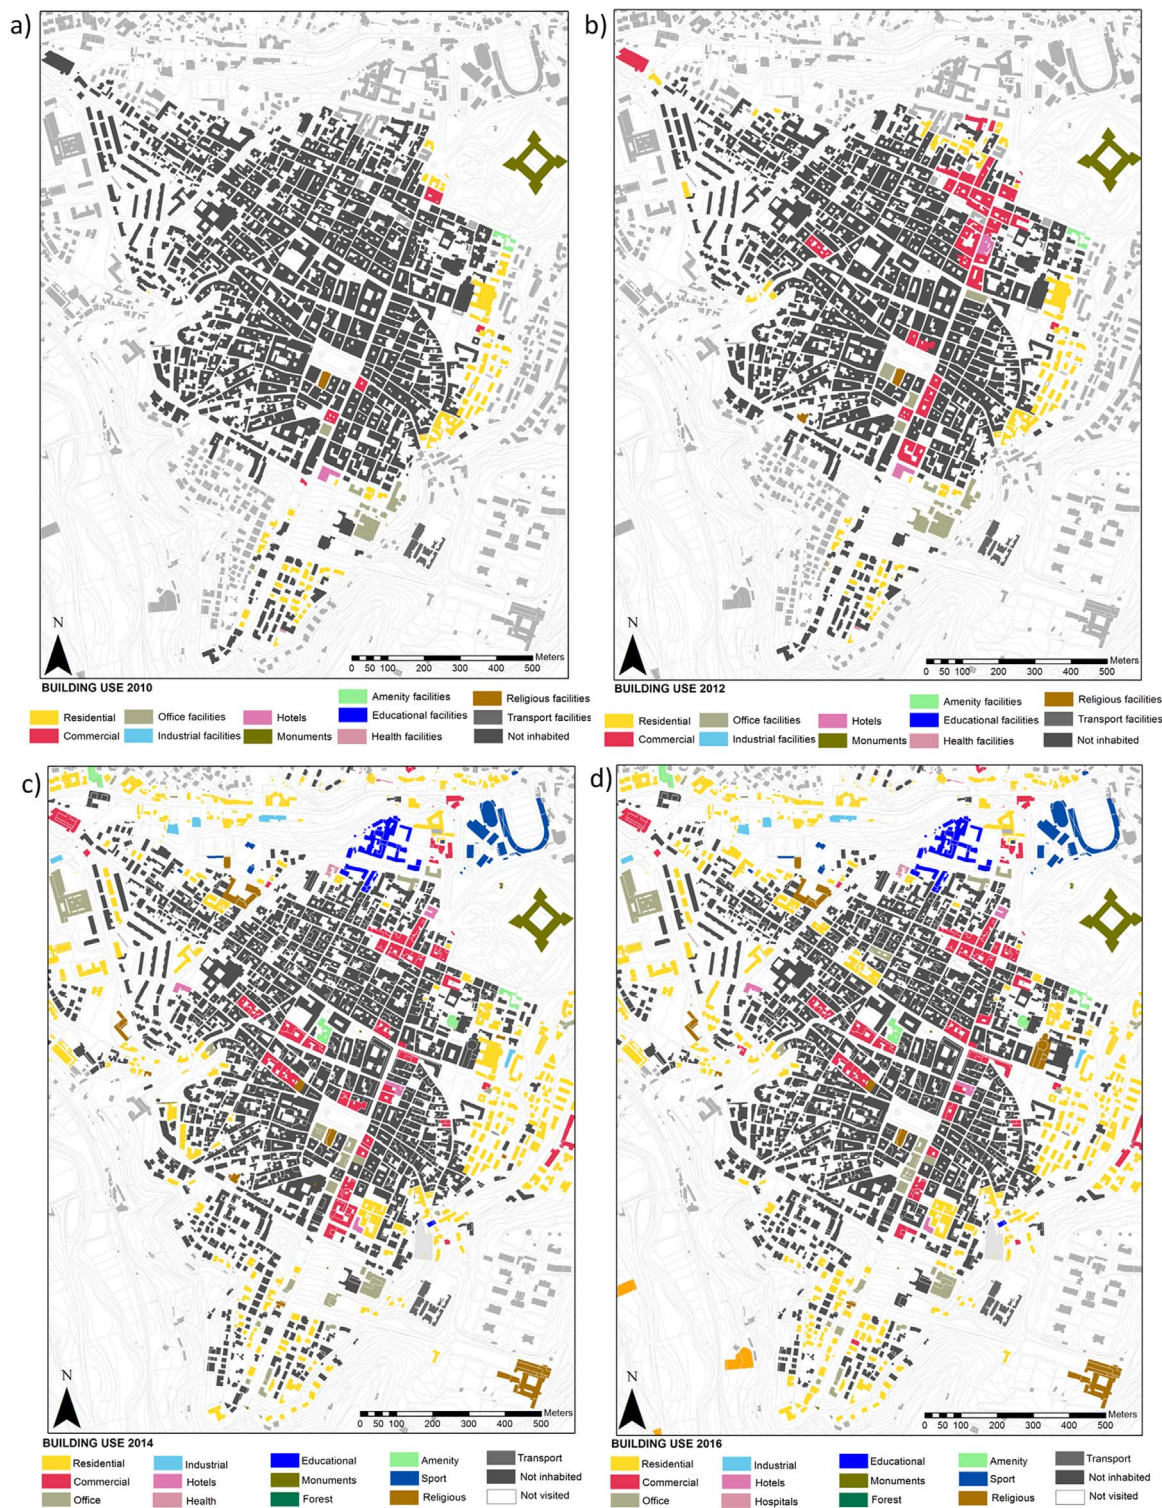 a)
N
Meters
0 50 100 200 300 400 500
BUILDING USE 2010
Amenity facilities
Religious facilities
Residential
Office facilities
Hotels
Educational facilities
Transport facilities
Commercial
Industrial facilities
Monuments
Health facilities
Not inhabited
b)
N
Meters
0 50 100 200 300 400 500
BUILDING USE 2012
Amenity facilities
Religious facilities
Residential
Office facilities
Hotels
Educational facilities
Transport facilities
Commercial
Industrial facilities
Monuments
Health facilities
Not inhabited
c)
N
Meters
0 50 100 200 300 400 500
BUILDING USE 2014
Residential
Industrial
Educational
Amenity
Transport
Commercial
Hotels
Monuments
Sport
Not inhabited
Office
Health
Forest
Religious
Not visited
d)
N
Meters
0 50 100 200 300 400 500
BUILDING USE 2016
Residential
Industrial
Educational
Amenity
Transport
Commercial
Hotels
Monuments
Sport
Not inhabited
Office
Hospitals
Forest
Religious
Not visited